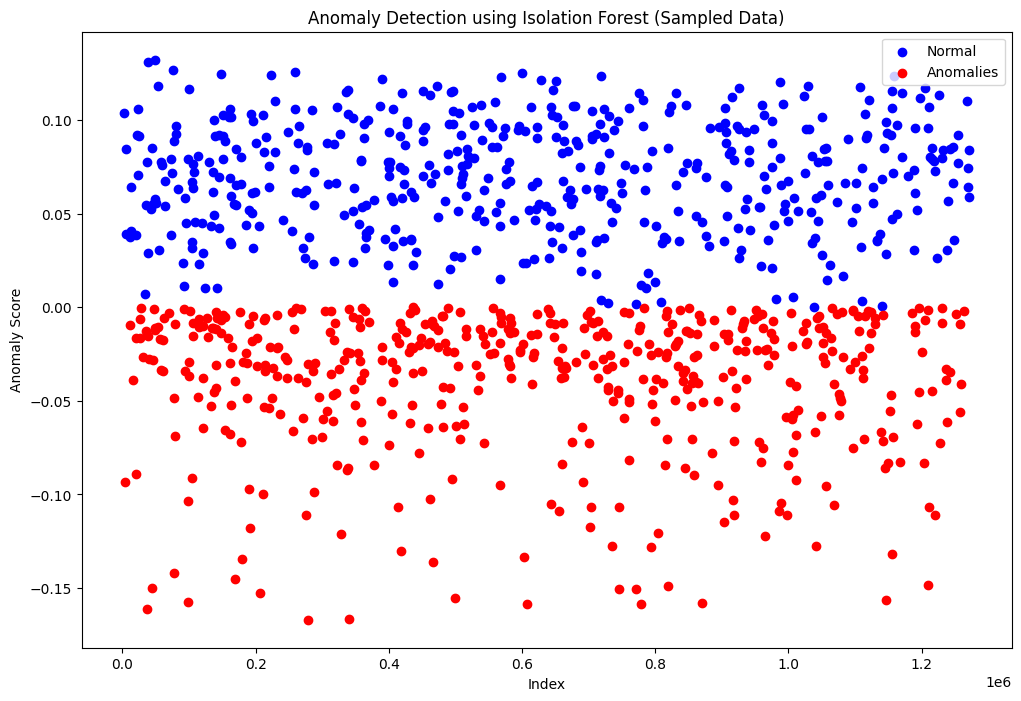 Anomaly Detection using Isolation Forest (Sampled Data)
Normal
Anomalies
Anomaly Score
0.10
0.05
0.00
−0.05
−0.10
−0.15
0.0 0.2 0.4 0.6 0.8 1.0 1.2
1e6
Index